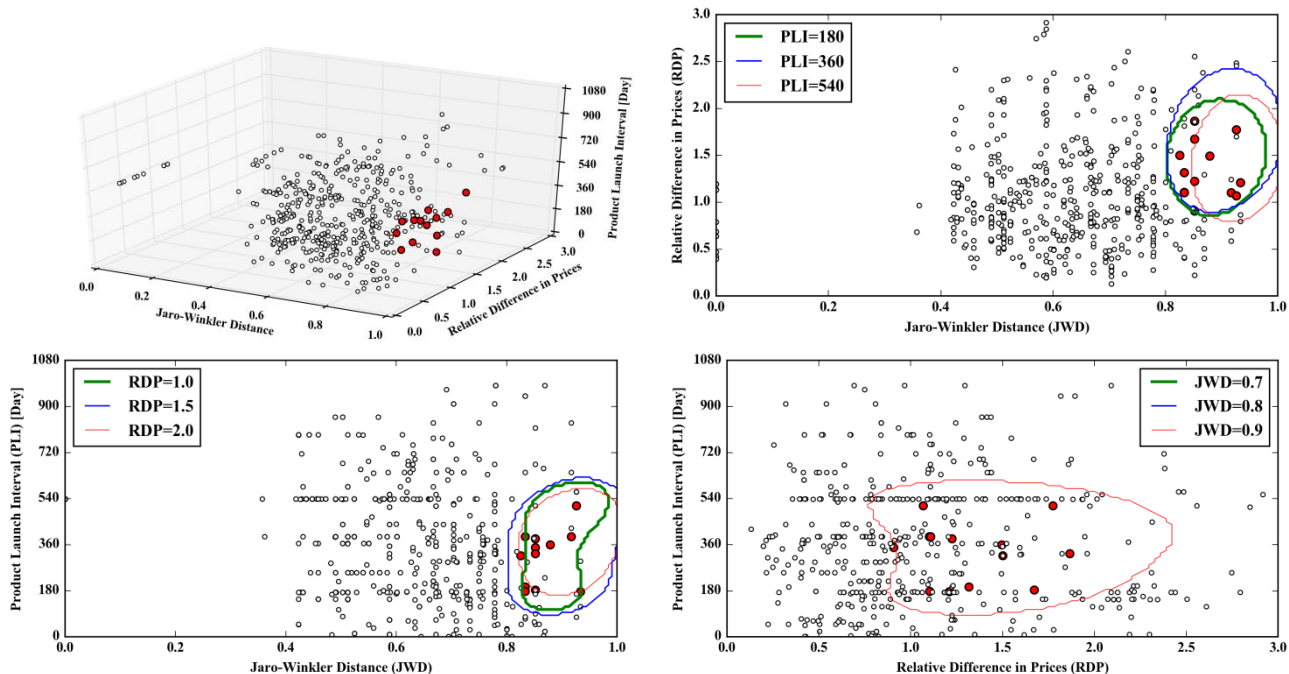 1080
900
720
540
360
180
0
Product Launch Interval [Day]
0.0
0.2
0.4
0.6
0.8
1.0
Jaro-Winkler Distance
0.0
0.5
1.0
1.5
2.0
2.5
3.0
Relative Difference in Prices
PLI=180
PLI=360
PLI=540
3.0
2.5
2.0
1.5
1.0
0.5
0.0
Relative Difference in Prices (RDP)
0.0 0.2 0.4 0.6 0.8 1.0
Jaro-Winkler Distance (JWD)
RDP=1.0
RDP=1.5
RDP=2.0
1080
900
720
540
360
180
0
Product Launch Interval (PLI) [Day]
0.0 0.2 0.4 0.6 0.8 1.0
Jaro-Winkler Distance (JWD)
JWD=0.7
JWD=0.8
JWD=0.9
1080
900
720
540
360
180
0
Product Launch Interval (PLI) [Day]
0.0 0.5 1.0 1.5 2.0 2.5 3.0
Relative Difference in Prices (RDP)